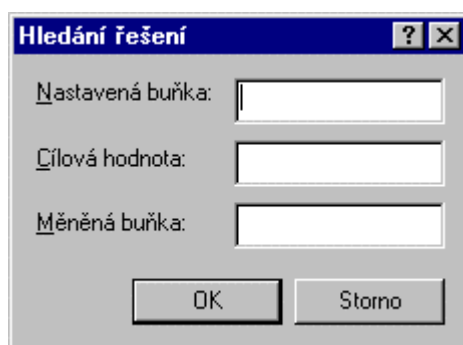 Hledání řešení
Nastavená buňka:
Cílová hodnota:
Měněná buňka:
OK Storno